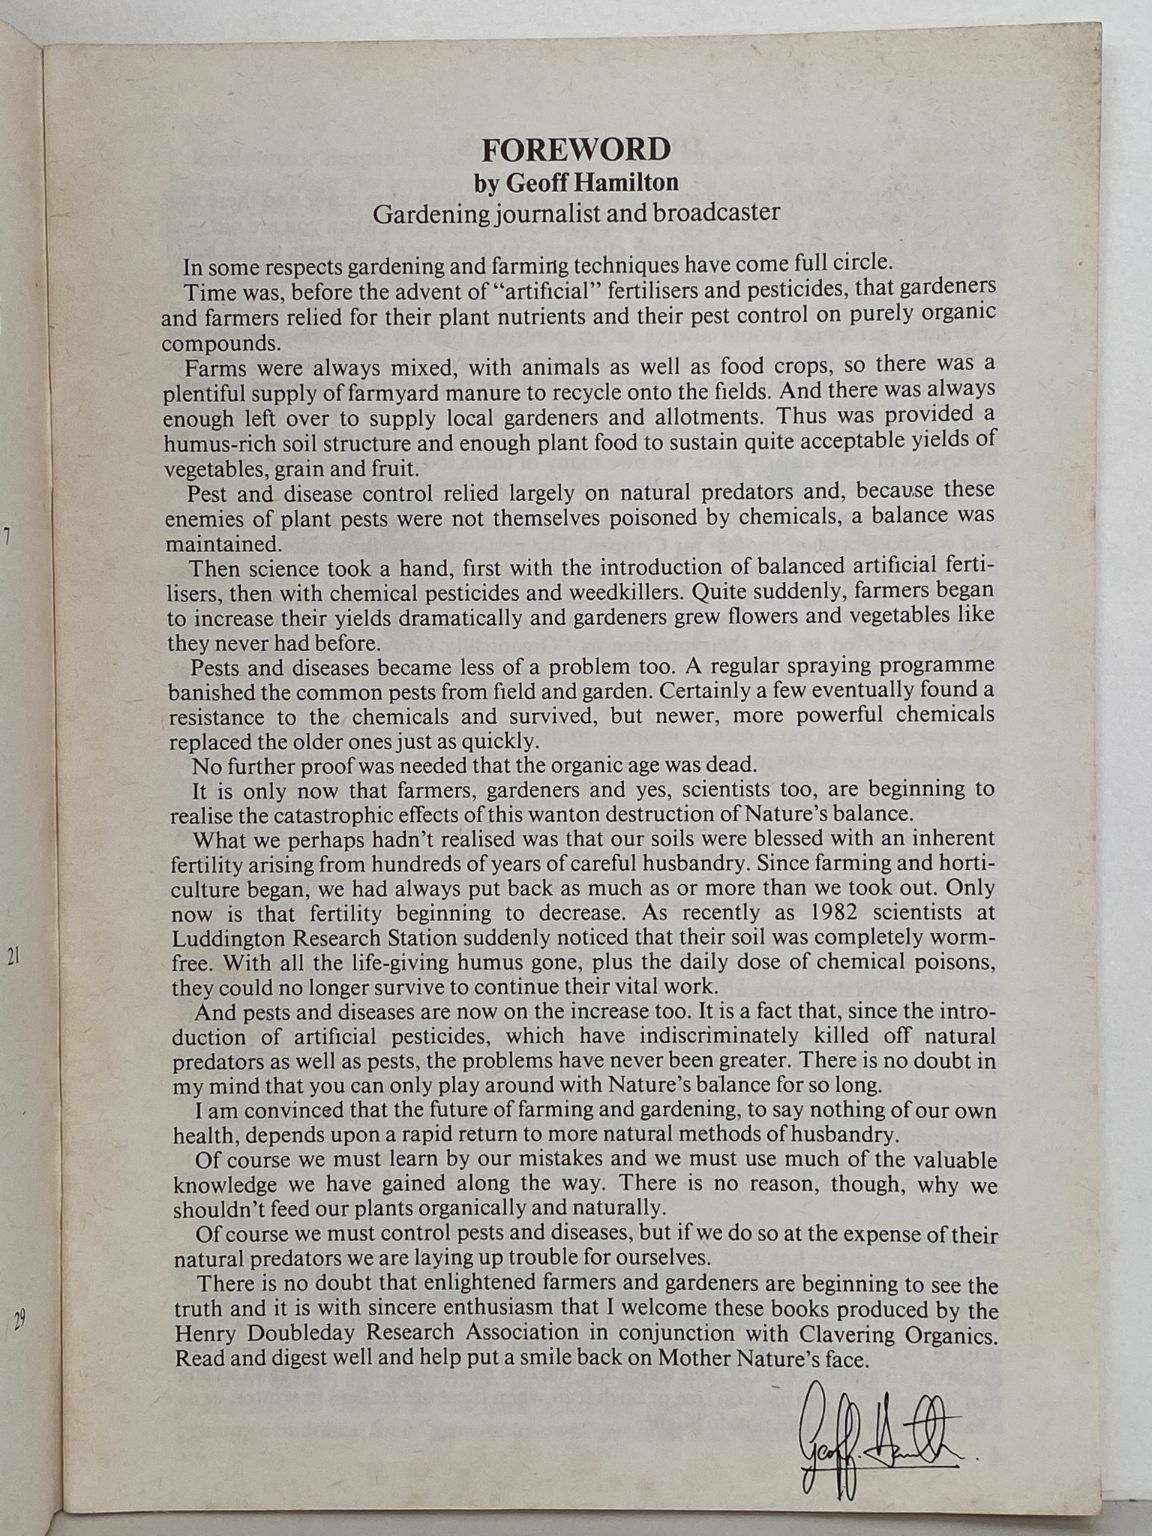 FOREWORD
by Geoff Hamilton
Gardening journalist and broadcaster
In some respects gardening and farming techniques have come full circle.
Time was, before the advent of “artificial” fertilisers and pesticides, that gardeners
and farmers relied for their plant nutrients and their pest control on purely organic
compounds.
Farms were always mixed, with animals as well as food crops, so there was a
plentiful supply of farmyard manure to recycle onto the fields. And there was always
enough left over to supply local gardeners and allotments. Thus was provided a
humus-rich soil structure and enough plant food to sustain quite acceptable yields of
vegetables, grain and fruit.
Pest and disease control relied largely on natural predators and, because these
enemies of plant pests were not themselves poisoned by chemicals, a balance was
maintained.
Then science took a hand, first with the introduction of balanced artificial ferti-
lisers, then with chemical pesticides and weedkillers. Quite suddenly, farmers began
to increase their yields dramatically and gardeners grew flowers and vegetables like
they never had before.
Pests and diseases became less of a problem too. A regular spraying programme
banished the common pests from field and garden. Certainly a few eventually found a
resistance to the chemicals and survived, but newer, more powerful chemicals
replaced the older ones just as quickly.
No further proof was needed that the organic age was dead.
It is only now that farmers, gardeners and yes, scientists too, are beginning to
realise the catastrophic effects of this wanton destruction of Nature’s balance.
What we perhaps hadn’t realised was that our soils were blessed with an inherent
fertility arising from hundreds of years of careful husbandry. Since farming and horti-
culture began, we had always put back as much as or more than we took out. Only
now is that fertility beginning to decrease. As recently as 1982 scientists at
Luddington Research Station suddenly noticed that their soil was completely worm-
free. With all the life-giving humus gone, plus the daily dose of chemical poisons,
they could no longer survive to continue their vital work.
And pests and diseases are now on the increase too. It is a fact that, since the intro-
duction of artificial pesticides, which have indiscriminately killed off natural
predators as well as pests, the problems have never been greater. There is no doubt in
my mind that you can only play around with Nature’s balance for so long.
I am convinced that the future of farming and gardening, to say nothing of our own
health, depends upon a rapid return to more natural methods of husbandry.
Of course we must learn by our mistakes and we must use much of the valuable
knowledge we have gained along the way. There is no reason, though, why we
shouldn’t feed our plants organically and naturally.
Of course we must control pests and diseases, but if we do so at the expense of their
natural predators we are laying up trouble for ourselves.
There is no doubt that enlightened farmers and gardeners are beginning to see the
truth and it is with sincere enthusiasm that I welcome these books produced by the
Henry Doubleday Research Association in conjunction with Clavering Organics.
Read and digest well and help put a smile back on Mother Nature’s face.
Geoff. Hamilton.
7
21
29